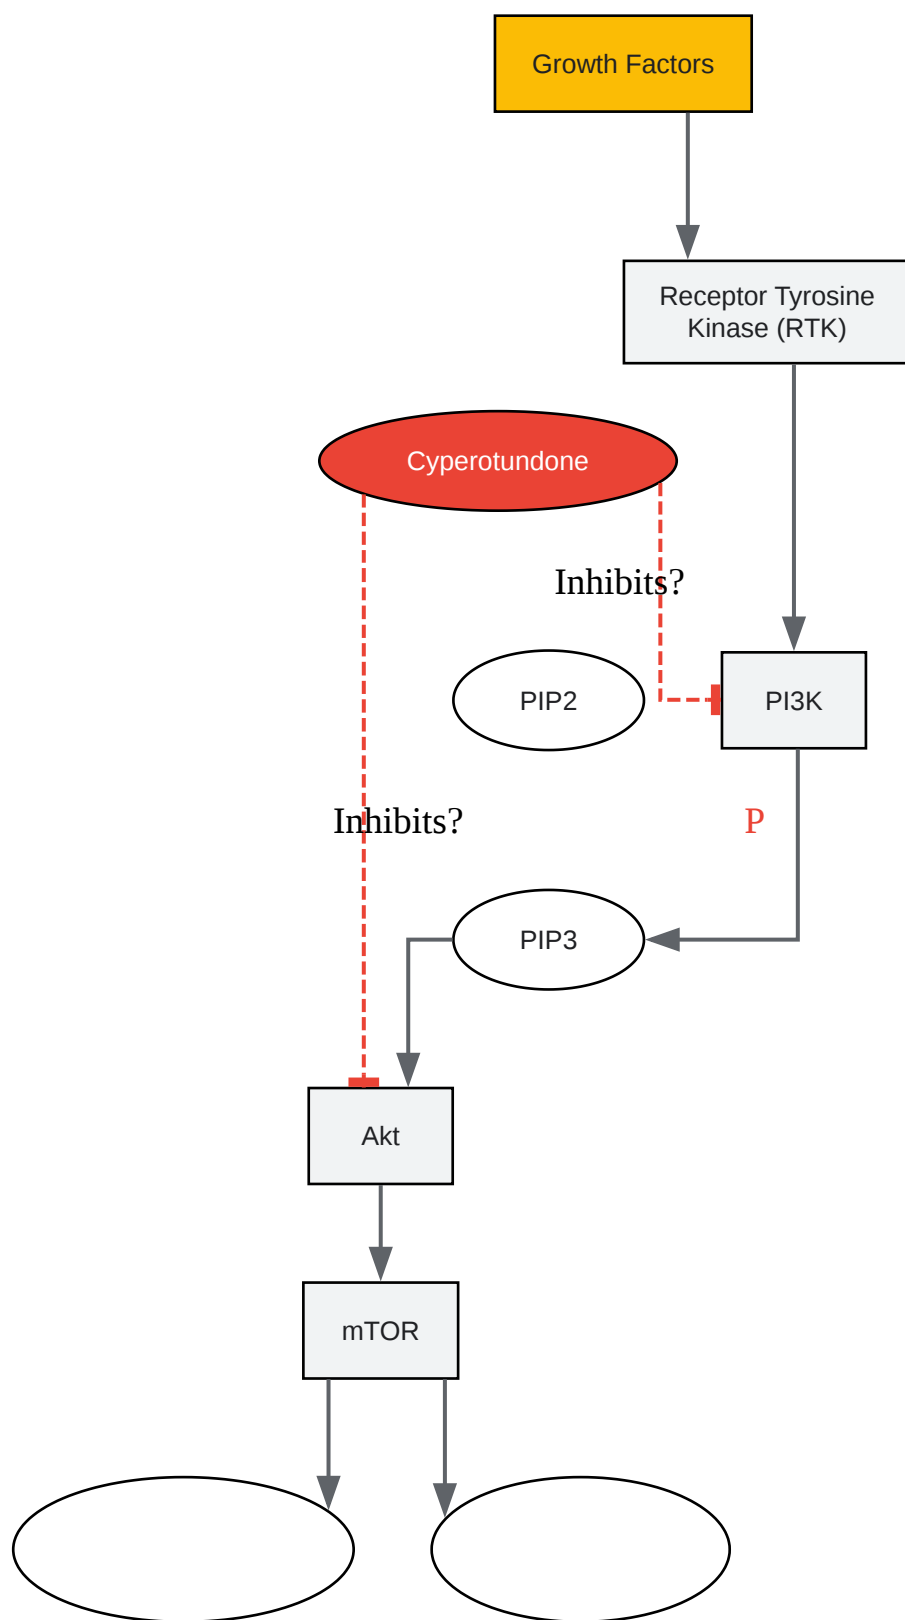 Growth Factors
Receptor Tyrosine
Kinase (RTK)
Cyperotundone
Inhibits?
PIP2
PI3K
Inhibits?
P
PIP3
Akt
mTOR